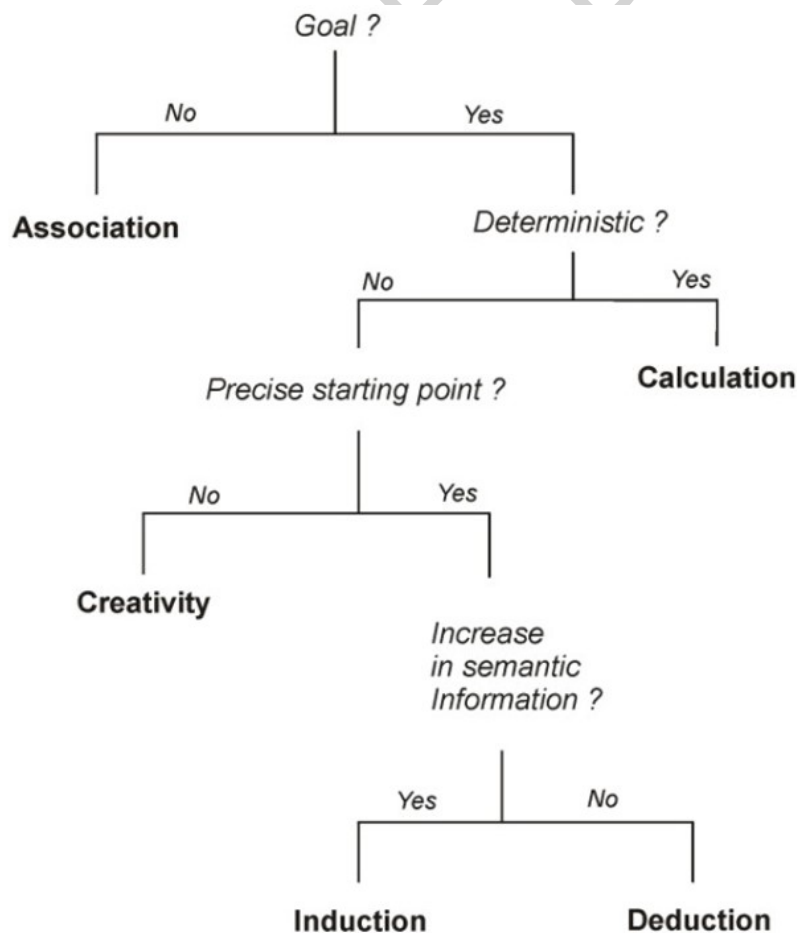 Goal ?
No
Yes
Association
Deterministic ?
No
Yes
Calculation
Precise starting point ?
No
Yes
Creativity
Increase
in semantic
Information ?
Yes
No
Induction
Deduction